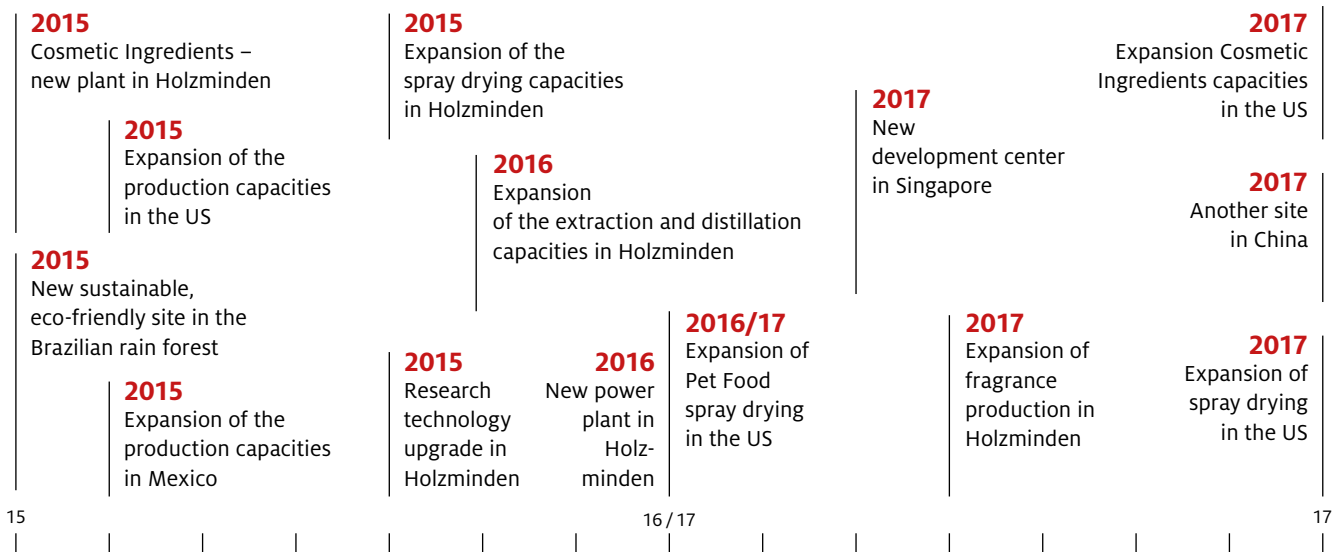 2015
Cosmetic Ingredients –
new plant in Holzminden
2015
Expansion of the
production capacities
in the US
2015
New sustainable,
eco-friendly site in the
Brazilian rain forest
2015
Expansion of the
production capacities
in Mexico
2015
Expansion of the
spray drying capacities
in Holzminden
2016
Expansion
of the extraction and distillation
capacities in Holzminden
2015
Research
technology
upgrade in
Holzminden
2016
New power
plant in
Holz-
minden
2016/17
Expansion of
Pet Food
spray drying
in the US
2017
New
development center
in Singapore
2017
Expansion of
fragrance
production in
Holzminden
2017
Expansion Cosmetic
Ingredients capacities
in the US
2017
Another site
in China
2017
Expansion of
spray drying
in the US
15
16 / 17
17